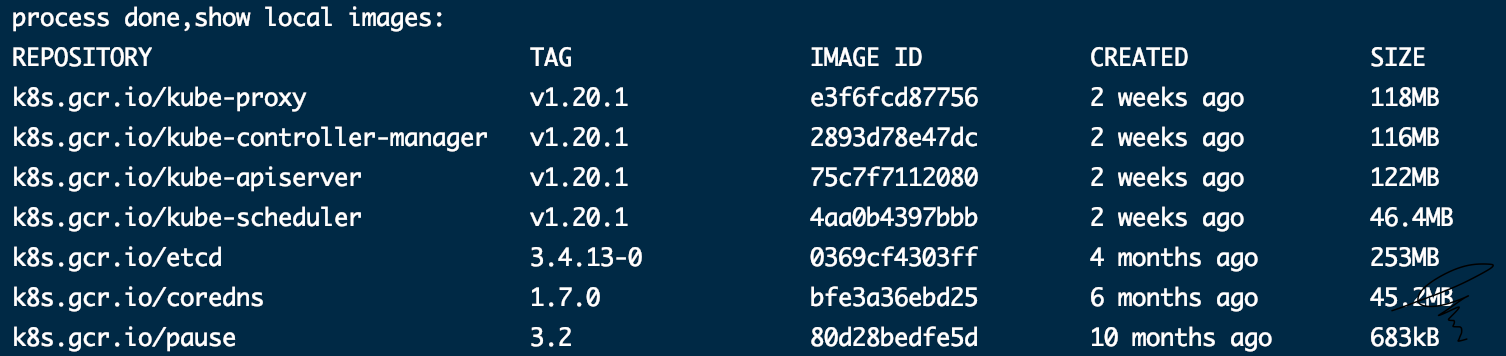 process done,show local images:
REPOSITORY TAG IMAGE ID CREATED SIZE
k8s.gcr.io/kube-proxy v1.20.1 e3f6fcd87756 2 weeks ago 118MB
k8s.gcr.io/kube-controller-manager v1.20.1 2893d78e47dc 2 weeks ago 116MB
k8s.gcr.io/kube-apiserver v1.20.1 75c7f7112080 2 weeks ago 122MB
k8s.gcr.io/kube-scheduler v1.20.1 4aa0b4397bbb 2 weeks ago 46.4MB
k8s.gcr.io/etcd 3.4.13-0 0369cf4303ff 4 months ago 253MB
k8s.gcr.io/coredns 1.7.0 bfe3a36ebd25 6 months ago
k8s.gcr.io/pause 3.2 80d28bedfe5d 10 months ago 683kB